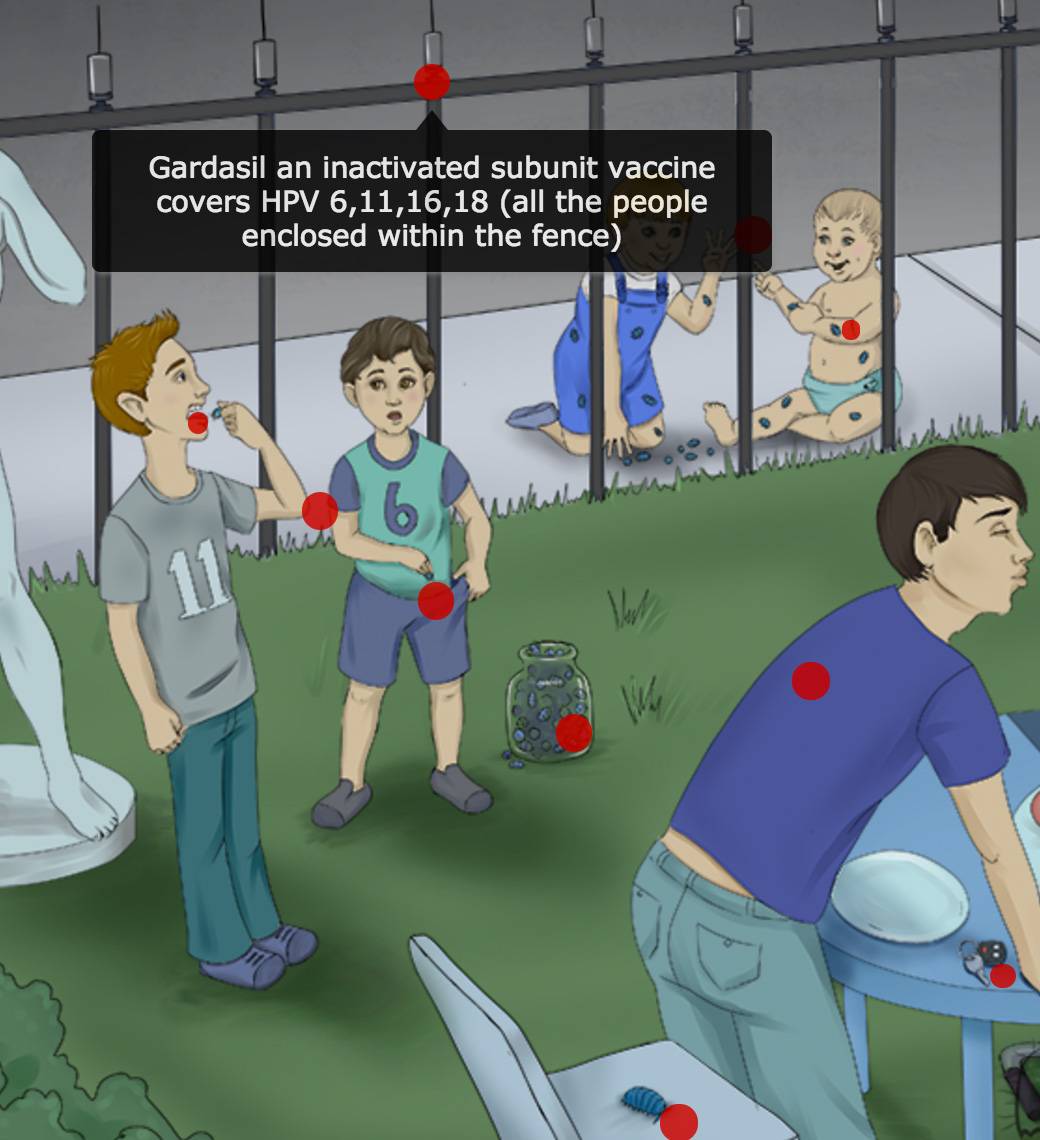 Gardasil an inactivated subunit vaccine
covers HPV 6,11,16,18 (all the people
enclosed within the fence)
11
6